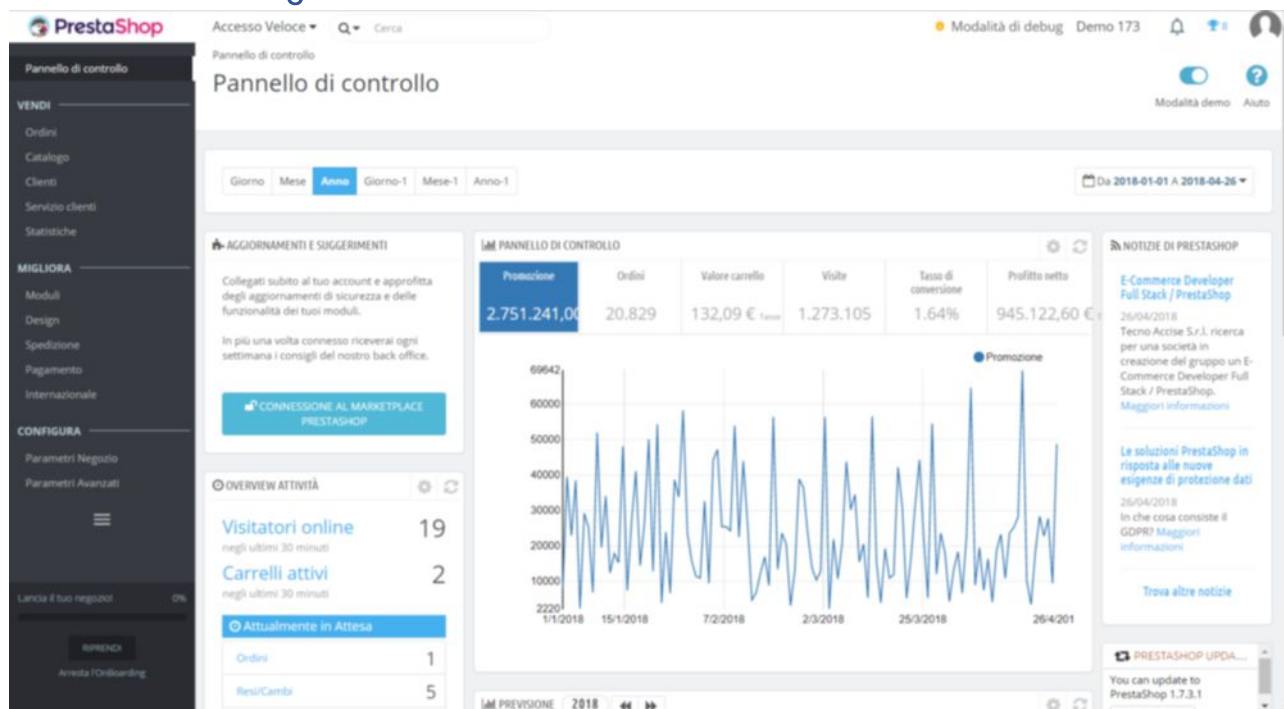 PrestaShop
Accesso Veloce
Cerca
Modalità di debug
Demo 173
Pannello di controllo
VENDI
Ordini
Catalogo
Clienti
Servizio clienti
Statistiche
MIGLIORA
Moduli
Design
Spedizione
Pagamento
Internazionale
CONFIGURA
Parametri Negozio
Parametri Avanzati
Lancia il tuo negozio! 0%
RIPRENDI
Arresta l'OnBoarding
Pannello di controllo
Pannello di controllo
Modalità demo
Aiuto
Giorno
Mese
Anno
Giorno-1
Mese-1
Anno-1
Da 2018-01-01 A 2018-04-26
AGGIORNAMENTI E SUGGERIMENTI
Collegati subito al tuo account e approfitta
degli aggiornamenti di sicurezza e delle
funzionalità dei tuoi moduli.
In più una volta connesso riceverai ogni
settimana i consigli del nostro back office.
CONNESSIONE AL MARKETPLACE
PRESTASHOP
OVERVIEW ATTIVITÀ
Visitatori online 19
negli ultimi 30 minuti
Carrelli attivi 2
negli ultimi 30 minuti
Attualmente in Attesa
Ordini 1
Resi/Cambi 5
PANNELLO DI CONTROLLO
Promozione
2.751.241,00
Ordini
20.829
Valore carrello
132,09 €
Visite
1.273.105
Tasso di
conversione
1.64%
Profitto netto
945.122,60 €
Promozione
69642
60000
50000
40000
30000
20000
10000
2220
1/1/2018
15/1/2018
7/2/2018
2/3/2018
25/3/2018
26/4/201
PREVISIONE 2018
NOTIZIE DI PRESTASHOP
E-Commerce Developer
Full Stack / PrestaShop
26/04/2018
Tecno Accise S.r.l. ricerca
per una società in
creazione del gruppo un E-
Commerce Developer Full
Stack / PrestaShop.
Maggiori informazioni
Le soluzioni PrestaShop in
risposta alle nuove
esigenze di protezione dati
26/04/2018
In che cosa consiste il
GDPR? Maggiori
informazioni
Trova altre notizie
PRESTASHOP UPDA...
You can update to
PrestaShop 1.7.3.1